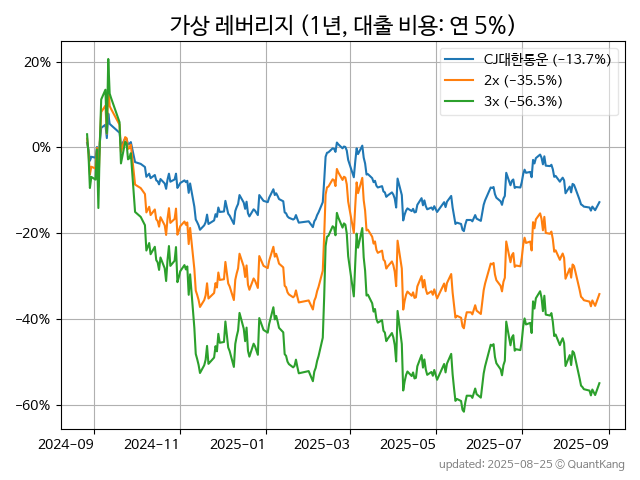 가상 레버리지 (1년, 대출 비용: 연 5%)
CJ대한통운 (−13.7%)
2x (−35.5%)
3x (−56.3%)
20%
0%
−20%
−40%
−60%
2024−09 2024−11 2025−01 2025−03 2025−05 2025−07 2025−09
updated: 2025-08-25 © QuantKang